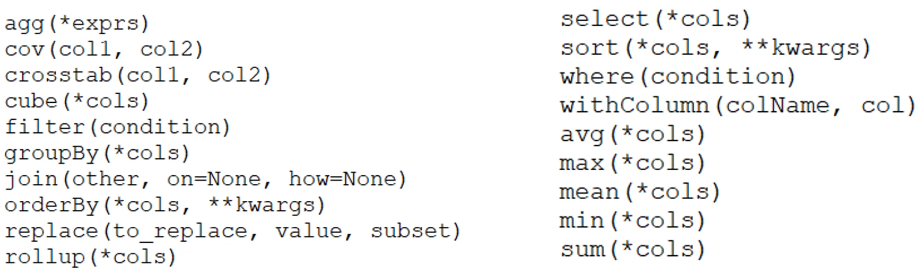 agg(*exprs)
cov(col1, col2)
crosstab(col1, col2)
cube(*cols)
filter(condition)
groupBy(*cols)
join(other, on=None, how=None)
orderBy(*cols, **kwargs)
replace(to_replace, value, subset)
rollup(*cols)
select(*cols)
sort(*cols, **kwargs)
where(condition)
withColumn(colName, col)
avg(*cols)
max(*cols)
mean(*cols)
min(*cols)
sum(*cols)